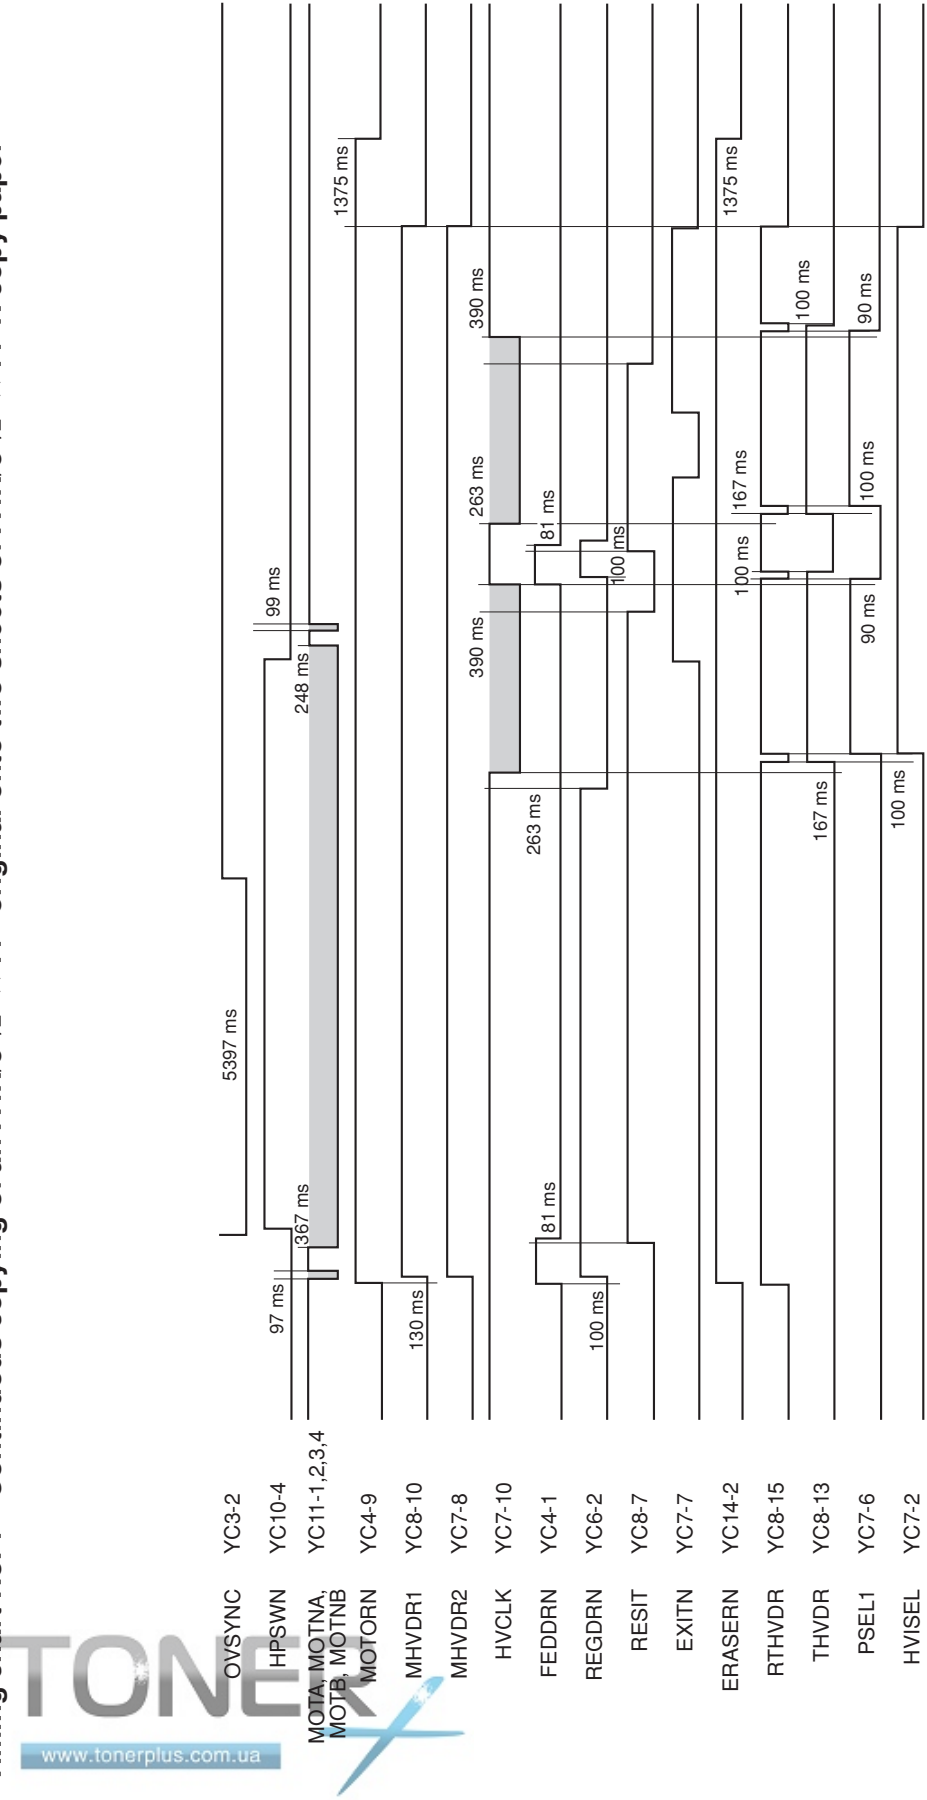 OVSYNC YC3-2 5397 ms
HPSWN YC10-4 97 ms 99 ms
MOTA, MOTNA, MOTB, MOTNB YC11-1,2,3,4 367 ms 248 ms
MOTORN YC4-9 1375 ms
MHVDR1 YC8-10 130 ms
MHVDR2 YC7-8
HVCLK YC7-10 390 ms 263 ms 390 ms
FEDDRN YC4-1 81 ms 263 ms 81 ms
REGDRN YC6-2 100 ms 100 ms
RESIT YC8-7
EXITN YC7-7
ERASERN YC14-2 1375 ms
RTHVDR YC8-15 100 ms 167 ms
THVDR YC8-13 167 ms 100 ms
PSEL1 YC7-6 90 ms 100 ms 90 ms
HVISEL YC7-2 100 ms
TONER X
www.tonerplus.com.ua